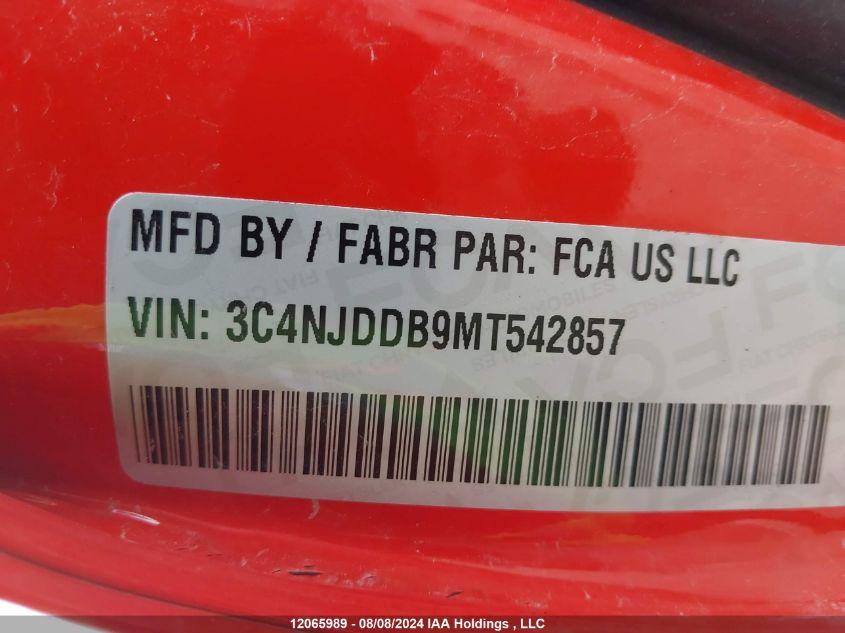 MFD BY / FABR PAR: FCA US LLC
VIN: 3C4NJDDB9MT542857
12065989 - 08/08/2024 IAA Holdings , LLC